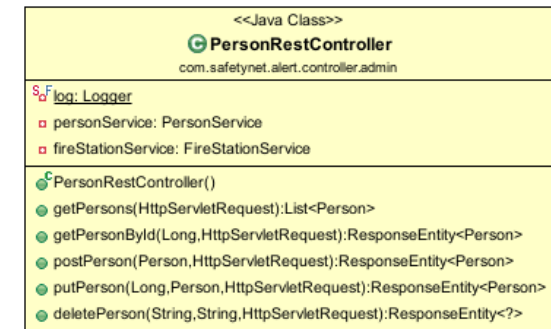 <<Java Class>>
PersonRestController
com.safetynet.alert.controller.admin
log: Logger
personService: PersonService
fireStationService: FireStationService
PersonRestController()
getPersons(HttpServletRequest):List<Person>
getPersonById(Long,HttpServletRequest):ResponseEntity<Person>
postPerson(Person,HttpServletRequest):ResponseEntity<Person>
putPerson(Long,Person,HttpServletRequest):ResponseEntity<Person>
deletePerson(String,String,HttpServletRequest):ResponseEntity<?>